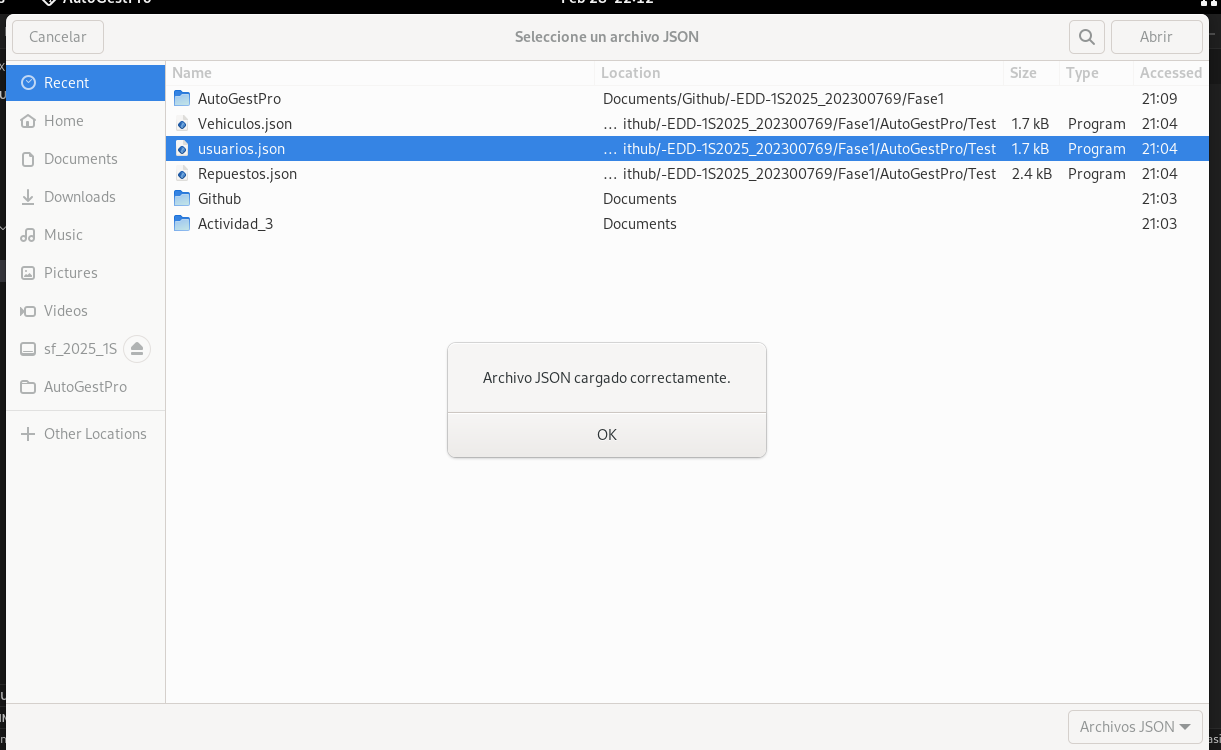 AutoGestPro
Feb 28 22:12
Cancelar
Seleccione un archivo JSON
Abrir
Recent
Home
Documents
Downloads
Music
Pictures
Videos
sf_2025_1S
AutoGestPro
Other Locations
Name Location Size Type Accessed
AutoGestPro Documents/Github/-EDD-1S2025_202300769/Fase1 21:09
Vehiculos.json ... ithub/-EDD-1S2025_202300769/Fase1/AutoGestPro/Test 1.7 kB Program 21:04
usuarios.json ... ithub/-EDD-1S2025_202300769/Fase1/AutoGestPro/Test 1.7 kB Program 21:04
Repuestos.json ... ithub/-EDD-1S2025_202300769/Fase1/AutoGestPro/Test 2.4 kB Program 21:04
Github Documents 21:03
Actividad_3 Documents 21:03
Archivo JSON cargado correctamente.
OK
Archivos JSON